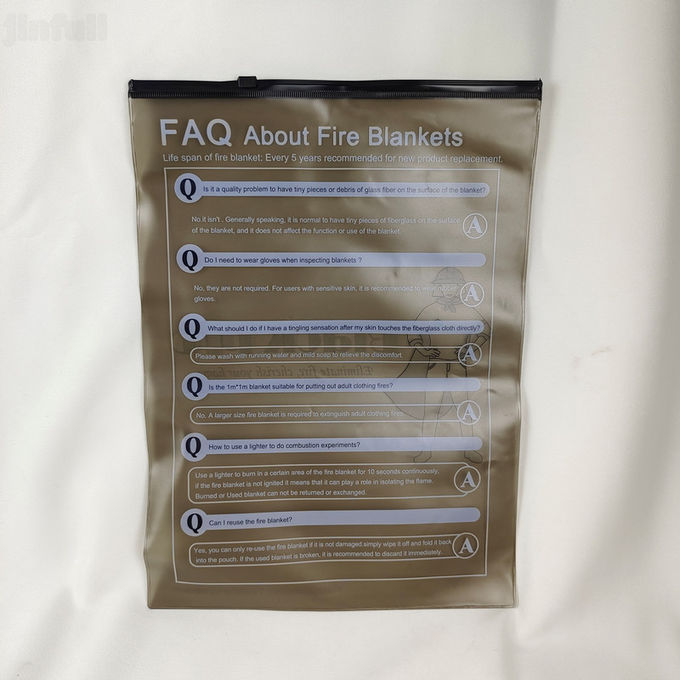 jinfull
FAQ About Fire Blankets
Life span of fire blanket: Every 5 years recommended for new product replacement.
Q Is it a quality problem to have tiny pieces or debris of glass fiber on the surface of the blanket?
No.it isn't . Generally speaking, it is normal to have tiny pieces of fiberglass on the surface
of the blanket, and it does not affect the function or use of the blanket.
A
Q Do I need to wear gloves when inspecting blankets ?
No, they are not required. For users with sensitive skin, it is recommended to wear rubber
gloves.
A
Q What should I do if I have a tingling sensation after my skin touches the fiberglass cloth directly?
Please wash with running water and mild soap to relieve the discomfort.
A
Eliminate fire, cherish your
Q Is the 1m*1m blanket suitable for putting out adult clothing fires?
No, A larger size fire blanket is required to extinguish adult clothing fires
A
Q How to use a lighter to do combustion experiments?
Use a lighter to burn in a certain area of the fire blanket for 10 seconds continuously,
if the fire blanket is not ignited it means that it can play a role in isolating the flame.
Burned or Used blanket can not be returned or exchanged.
A
Q Can I reuse the fire blanket?
Yes, you can only re-use the fire blanket if it is not damaged.simply wipe it off and fold it back
into the pouch. If the used blanket is broken, it is recommended to discard it immediately.
A